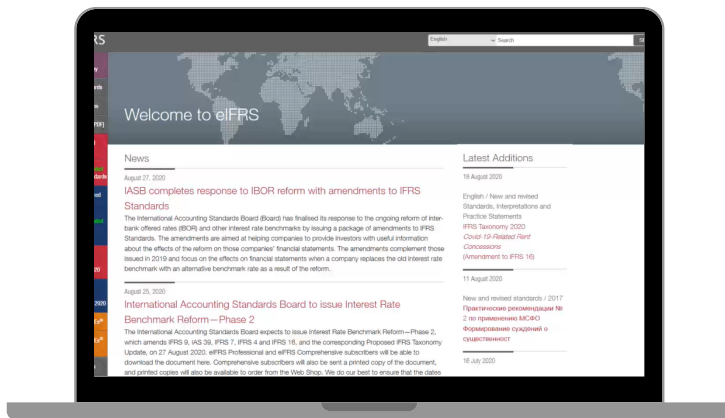 RS
English
Search
Welcome to eIFRS
News
August 27, 2020
IASB completes response to IBOR reform with amendments to IFRS
Standards
The International Accounting Standards Board (Board) has finalised its response to the ongoing reform of inter-
bank offered rates (IBOR) and other interest rate benchmarks by issuing a package of amendments to IFRS
Standards. The amendments are aimed at helping companies to provide investors with useful information
about the effects of the reform on those companies' financial statements. The amendments complement those
issued in 2019 and focus on the effects on financial statements when a company replaces the old interest rate
benchmark with an alternative benchmark rate as a result of the reform.
August 25, 2020
International Accounting Standards Board to issue Interest Rate
Benchmark Reform—Phase 2
The International Accounting Standards Board expects to issue Interest Rate Benchmark Reform—Phase 2,
which amends IFRS 9, IAS 39, IFRS 7, IFRS 4 and IFRS 16, and the corresponding Proposed IFRS Taxonomy
Update, on 27 August 2020. eIFRS Professional and eIFRS Comprehensive subscribers will be able to
download the document here. Comprehensive subscribers will also be sent a printed copy of the document,
and printed copies will also be available to order from the Web Shop. We do our best to ensure that the dates
Latest Additions
18 August 2020
English / New and revised
Standards, Interpretations and
Practice Statements
IFRS Taxonomy 2020
Covid-19-Related Rent
Concessions
(Amendment to IFRS 16)
11 August 2020
New and revised standards / 2017
Практические рекомендации №
2 по применению МСФО
Формирование суждений о
существенност
16 July 2020